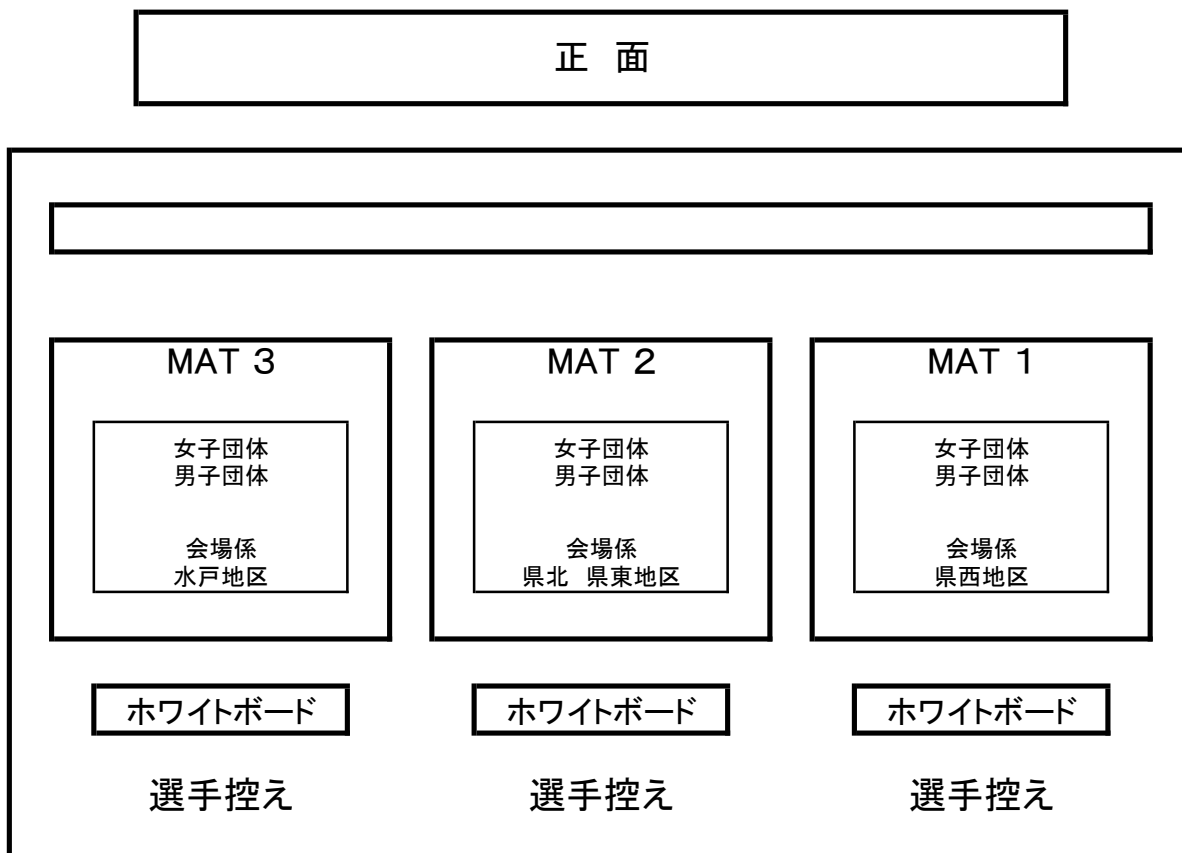 正 面
MAT 3
女子団体
男子団体
会場係
水戸地区
MAT 2
女子団体
男子団体
会場係
県北 県東地区
MAT 1
女子団体
男子団体
会場係
県西地区
ホワイトボード
ホワイトボード
ホワイトボード
選手控え
選手控え
選手控え